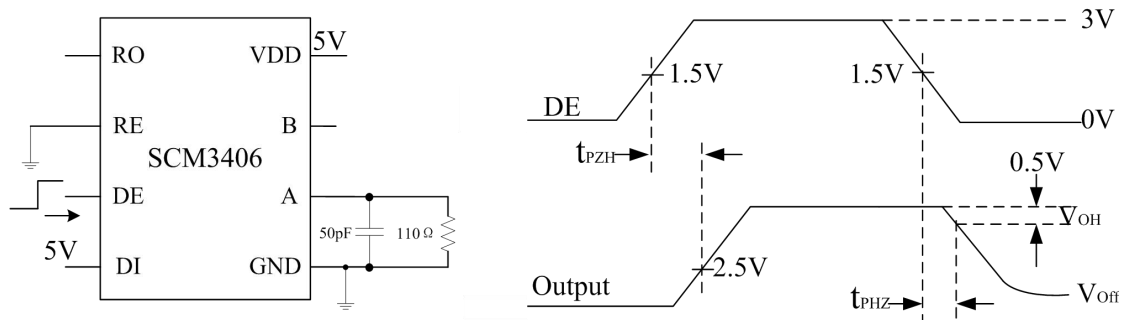 RO
VDD
5V
RE
B
SCM3406
DE
A
50pF
110Ω
5V
DI
GND
3V
1.5V
1.5V
DE
0V
tPZH
0.5V
VOH
2.5V
Output
tPHZ
VOff